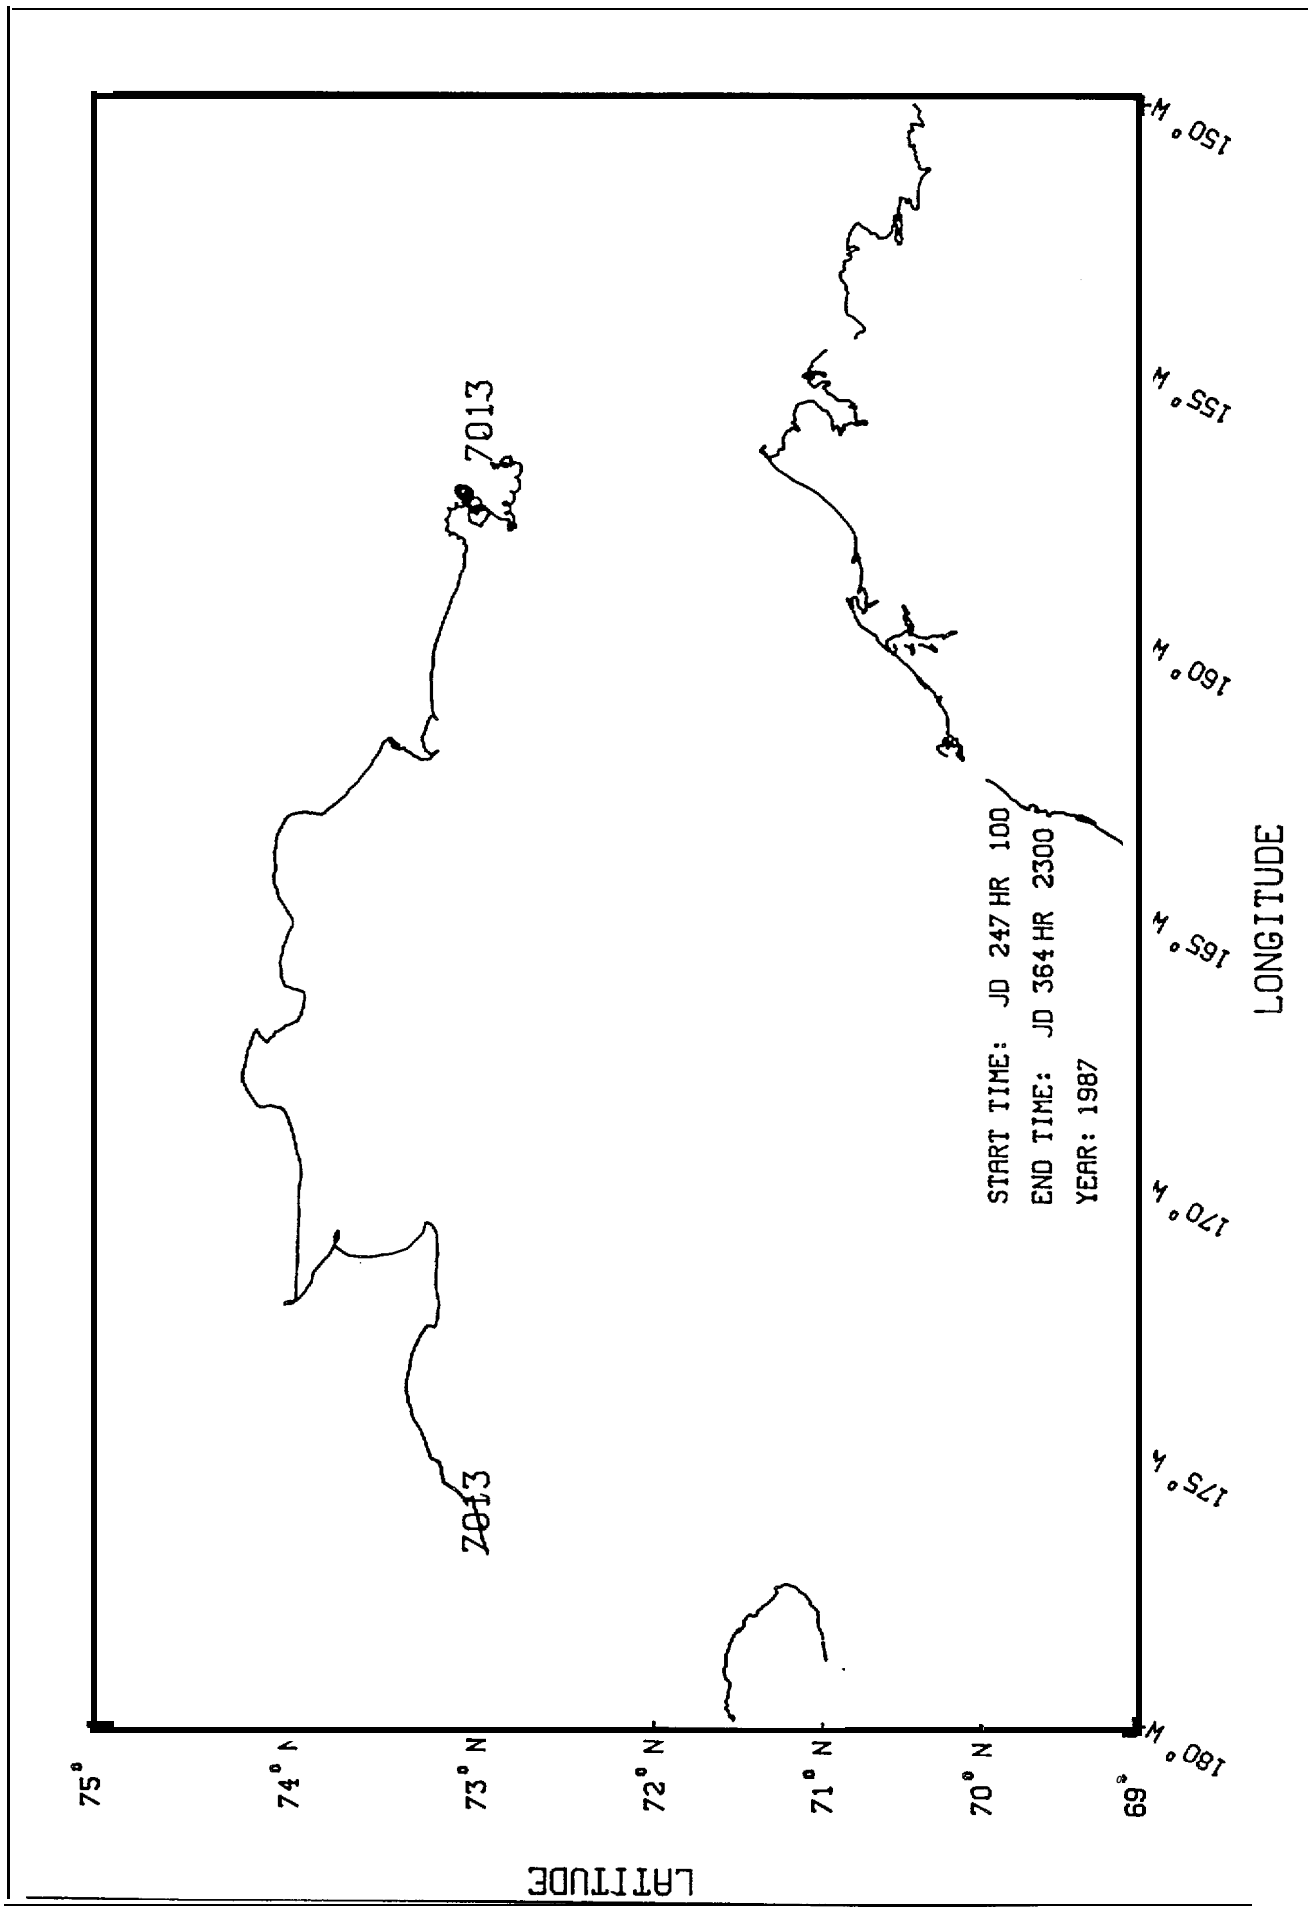 75°
74° N
73° N
72° N
71° N
70° N
69°
LATITUDE
7013
7013
START TIME: JD 247 HR 100
END TIME: JD 364 HR 2300
YEAR: 1987
180° W
175° W
170° W
165° W
160° W
155° W
150° W
LONGITUDE